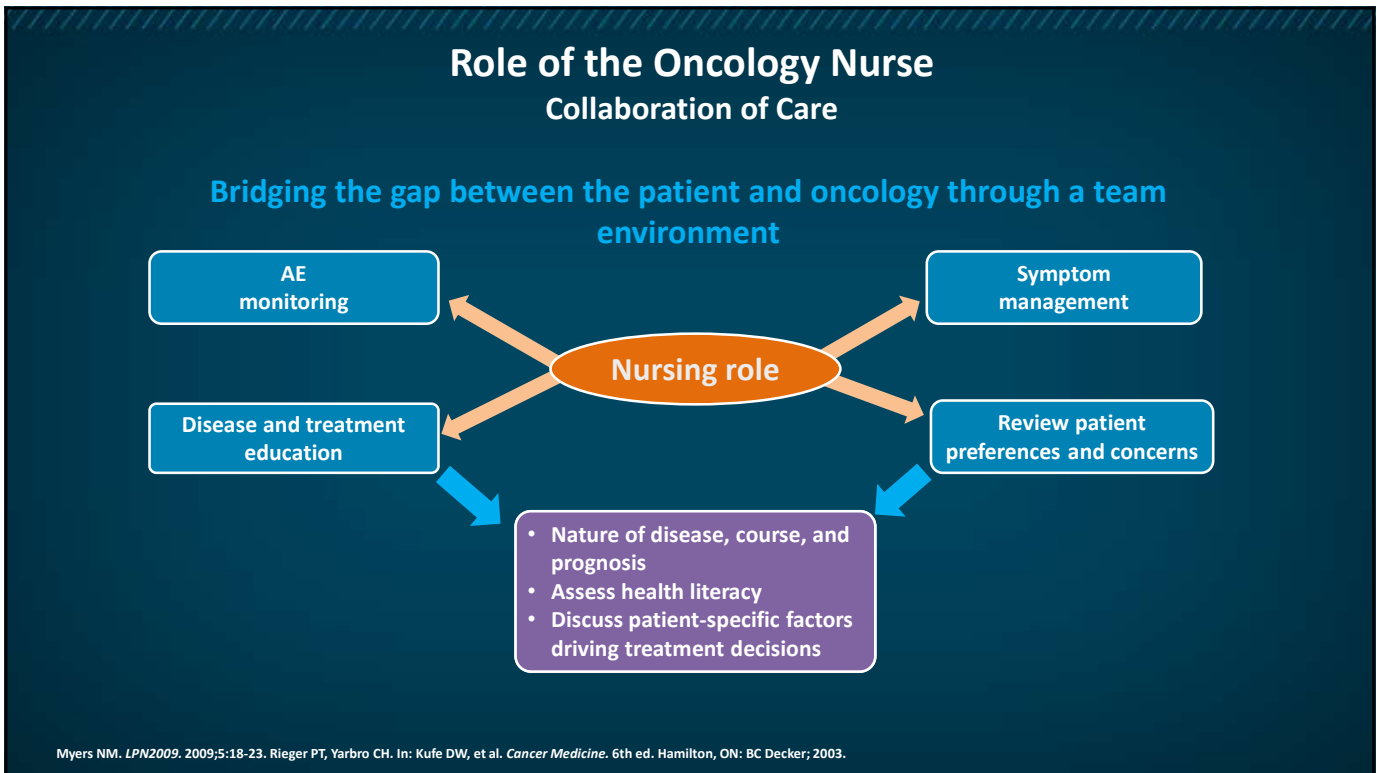 Role of the Oncology Nurse
Collaboration of Care
Bridging the gap between the patient and oncology through a team
environment
AE
monitoring
Symptom
management
Nursing role
Disease and treatment
education
Review patient
preferences and concerns
• Nature of disease, course, and
prognosis
• Assess health literacy
• Discuss patient-specific factors
driving treatment decisions
Myers NM. LPN2009. 2009;5:18-23. Rieger PT, Yarbro CH. In: Kufe DW, et al. Cancer Medicine. 6th ed. Hamilton, ON: BC Decker; 2003.